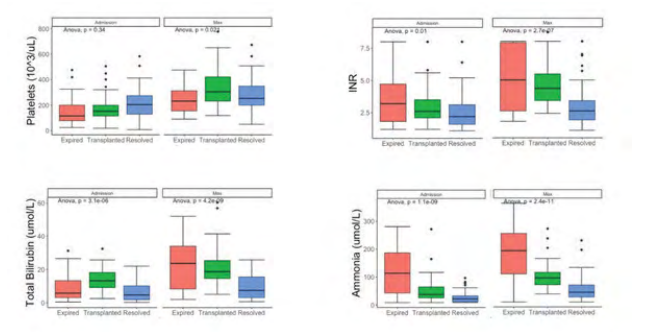 Platelets (10^3/uL)
Admission
Max
Anova, p = 0.34
Anova, p = 0.021
800
600
400
200
0
Expired Transplanted Resolved
Expired Transplanted Resolved
INR
Admission
Max
Anova, p = 0.01
Anova, p = 2.7e-07
7.5
5.0
2.5
Expired Transplanted Resolved
Expired Transplanted Resolved
Total Bilirubin (umol/L)
Admission
Max
Anova, p = 3.1e-06
Anova, p = 4.2e-09
60
40
20
0
Expired Transplanted Resolved
Expired Transplanted Resolved
Ammonia (umol/L)
Admission
Max
Anova, p = 1.1e-09
Anova, p = 2.4e-11
300
200
100
0
Expired Transplanted Resolved
Expired Transplanted Resolved